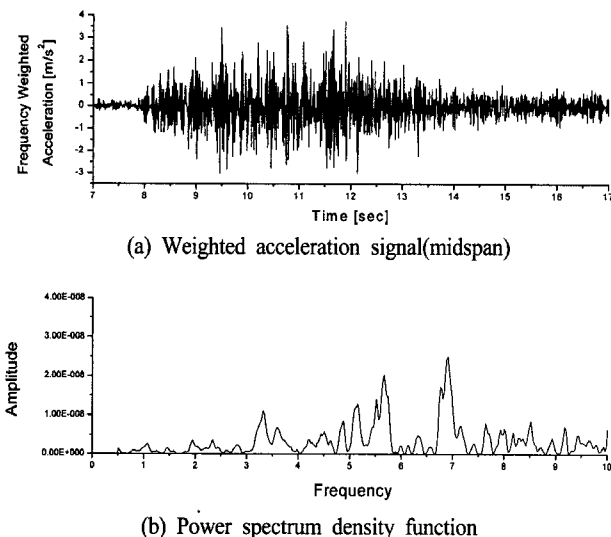 Frequency Weighted
Acceleration [m/s²]
4
3
2
1
0
-1
-2
-3
7 8 9 10 11 12 13 14 15 16 17
Time [sec]
(a) Weighted acceleration signal(midspan)
Amplitude
4.00E-008
3.00E-008
2.00E-008
1.00E-008
0.00E+000
0 1 2 3 4 5 6 7 8 9 10
Frequency
(b) Power spectrum density function